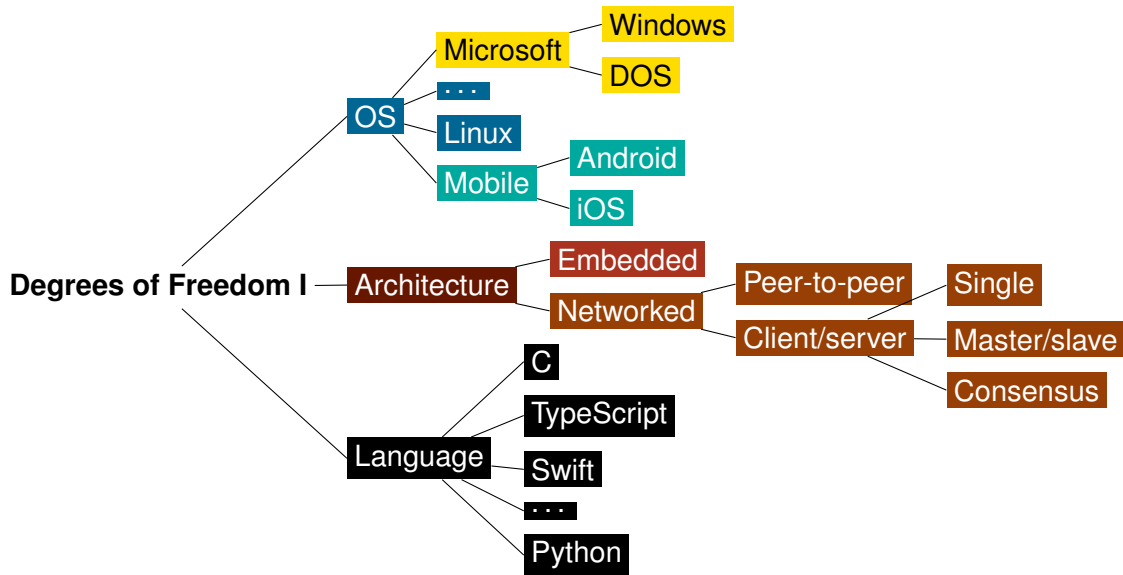 Degrees of Freedom I
OS
Microsoft
Windows
DOS
...
Linux
Mobile
Android
iOS
Architecture
Embedded
Networked
Peer-to-peer
Client/server
Single
Master/slave
Consensus
Language
C
TypeScript
Swift
...
Python